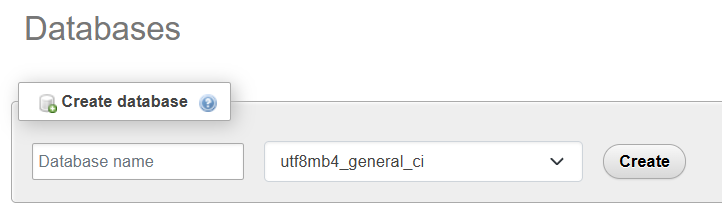 Databases
Create database
Database name utf8mb4_general_ci Create